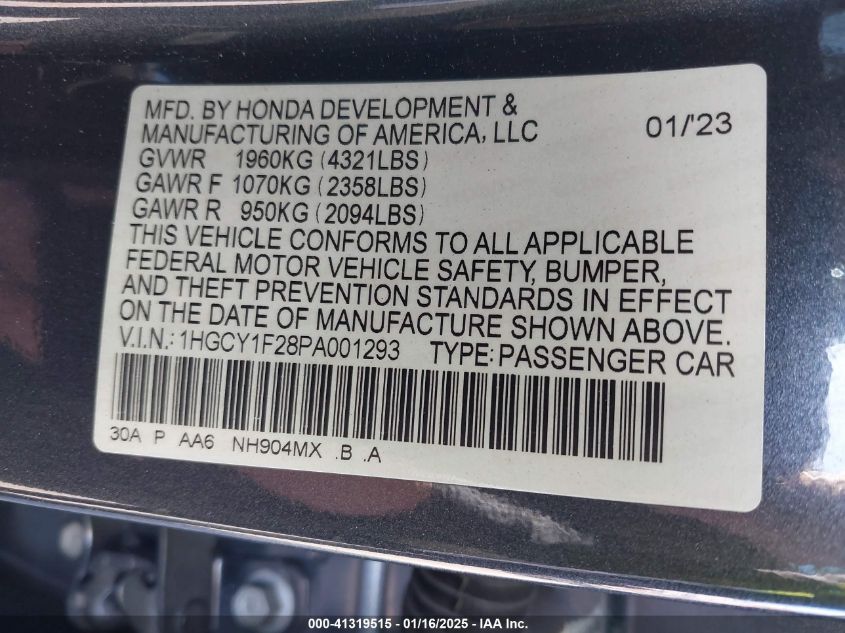 MFD. BY HONDA DEVELOPMENT &
MANUFACTURING OF AMERICA, LLC 01/'23
GVWR 1960KG (4321LBS)
GAWR F 1070KG (2358LBS)
GAWR R 950KG (2094LBS)
THIS VEHICLE CONFORMS TO ALL APPLICABLE
FEDERAL MOTOR VEHICLE SAFETY, BUMPER,
AND THEFT PREVENTION STANDARDS IN EFFECT
ON THE DATE OF MANUFACTURE SHOWN ABOVE.
V.I.N.: 1HGCY1F28PA001293 TYPE: PASSENGER CAR
30A P AA6 NH904MX .B .A
000-41319515 - 01/16/2025 - IAA Inc.